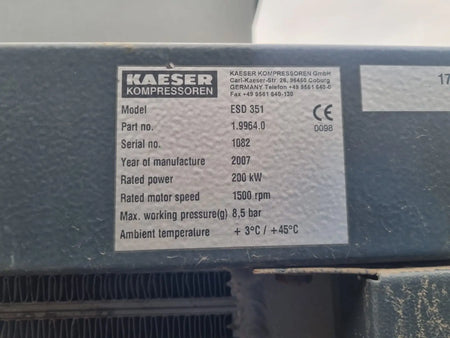 KAESER
KOMPRESSOREN
KAESER KOMPRESSOREN GmbH
Carl-Kaeser-Str 26, 96450 Coburg
GERMANY Telefon +49 9561 640-0
Fax +49 9561 640-130
Model ESD 351
Part no. 1.9964.0
CE
0098
Serial no. 1082
Year of manufacture 2007
Rated power 200 kW
Rated motor speed 1500 rpm
Max. working pressure(g) 8,5 bar
Ambient temperature + 3°C / +45°C
17